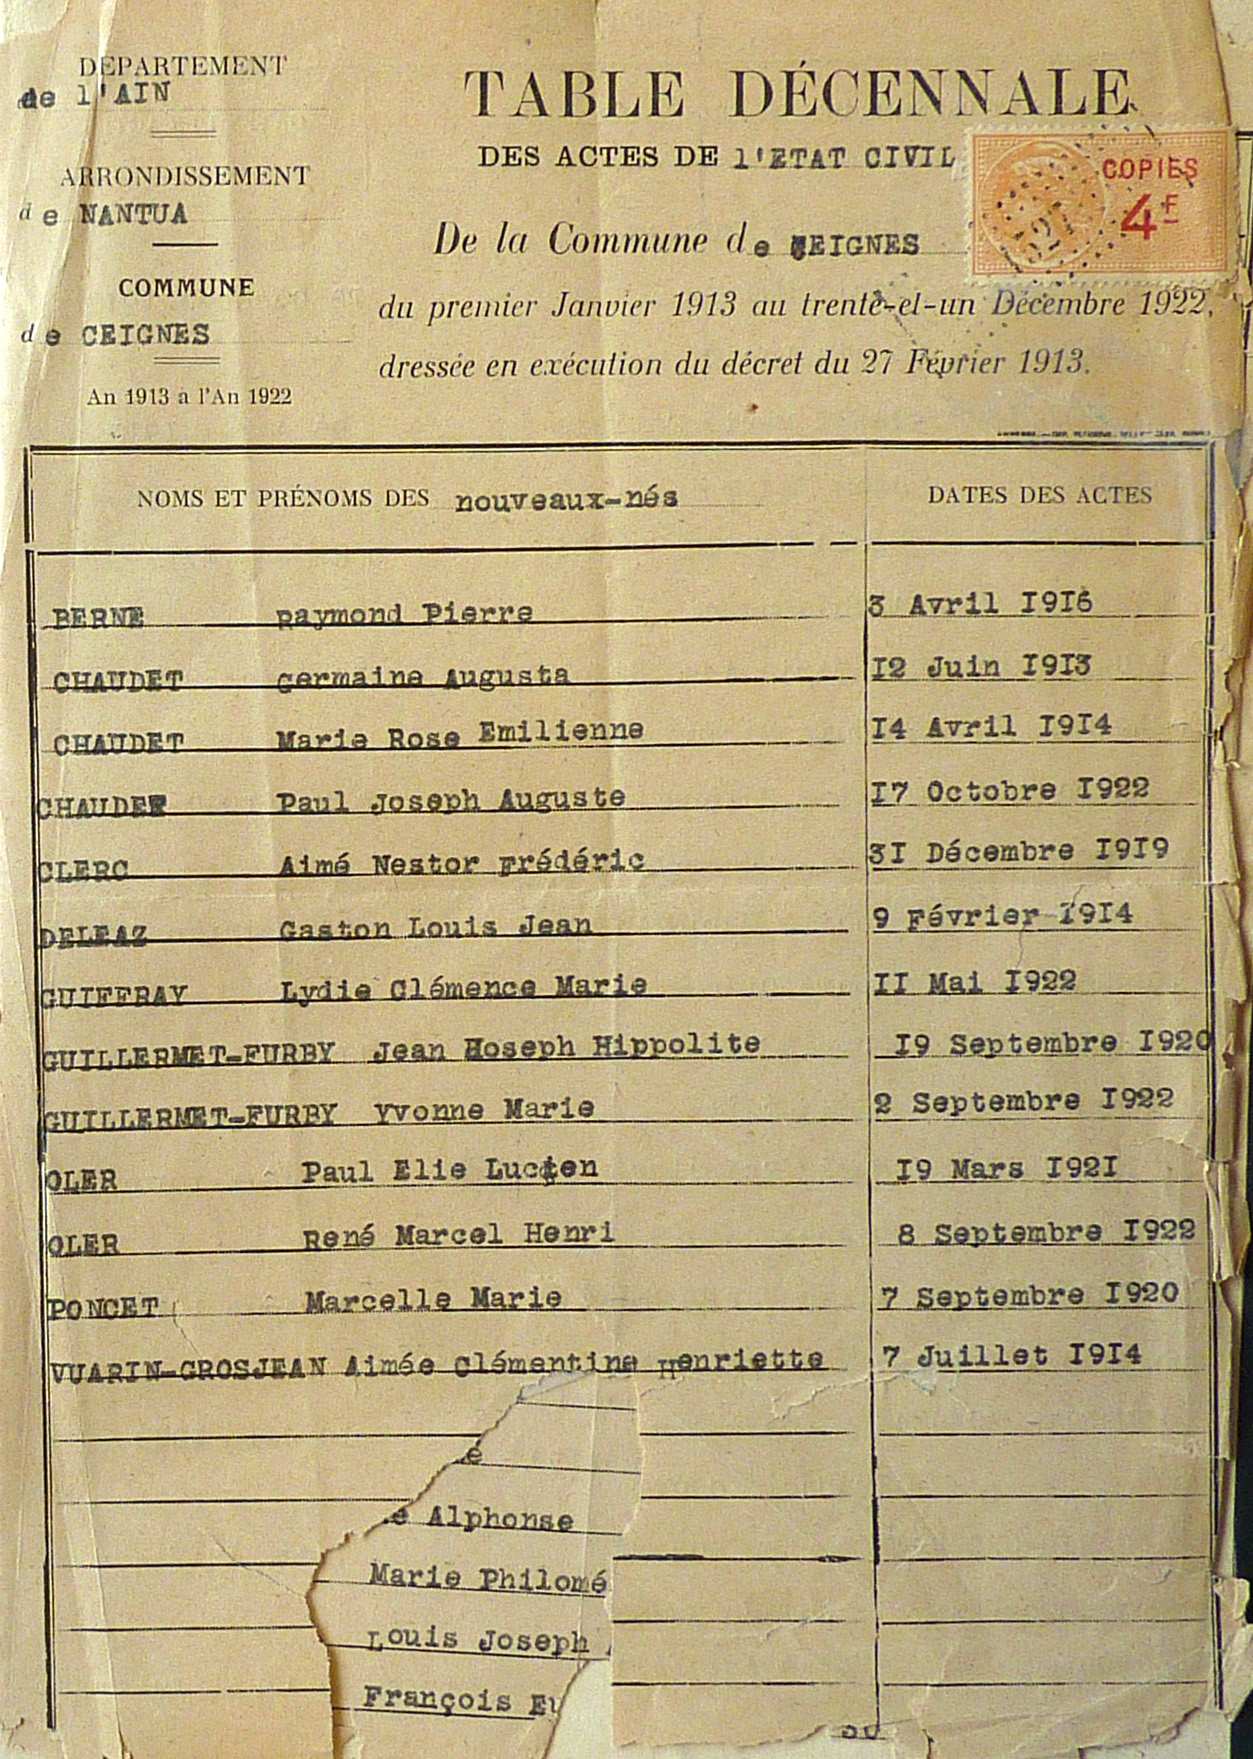 DEPARTEMENT
de l'AIN
ARRONDISSEMENT
de NANTUA
COMMUNE
de CEIGNES
An 1913 à l'An 1922
TABLE DÉCENNALE
DES ACTES DE l'ETAT CIVIL
De la Commune de CEIGNES
du premier Janvier 1913 au trente-et-un Décembre 1922,
dressée en exécution du décret du 27 Février 1913.
COPIES
4F
NOMS ET PRÉNOMS DES nouveaux-nés DATES DES ACTES
BERNE Raymond Pierre 3 Avril 1916
CHAUDET Germaine Augusta 12 Juin 1913
CHAUDET Marie Rose Emilienne 14 Avril 1914
CHAUDET Paul Joseph Auguste 17 Octobre 1922
CLERC Aimé Nestor Frédéric 31 Décembre 1919
DELEAZ Gaston Louis Jean 9 Février 1914
GUIFFRAY Lydie Clémence Marie 11 Mai 1922
GUILLERMET-FURBY Jean Hoseph Hippolite 19 Septembre 1920
GUILLERMET-FURBY Yvonne Marie 2 Septembre 1922
OLER Paul Elie Lucien 19 Mars 1921
OLER René Marcel Henri 8 Septembre 1922
PONCET Marcelle Marie 7 Septembre 1920
VUARIN-GROSJEAN Aimée Clémentine Henriette 7 Juillet 1914
e Alphonse
Marie Philomé
Louis Joseph
François Eu